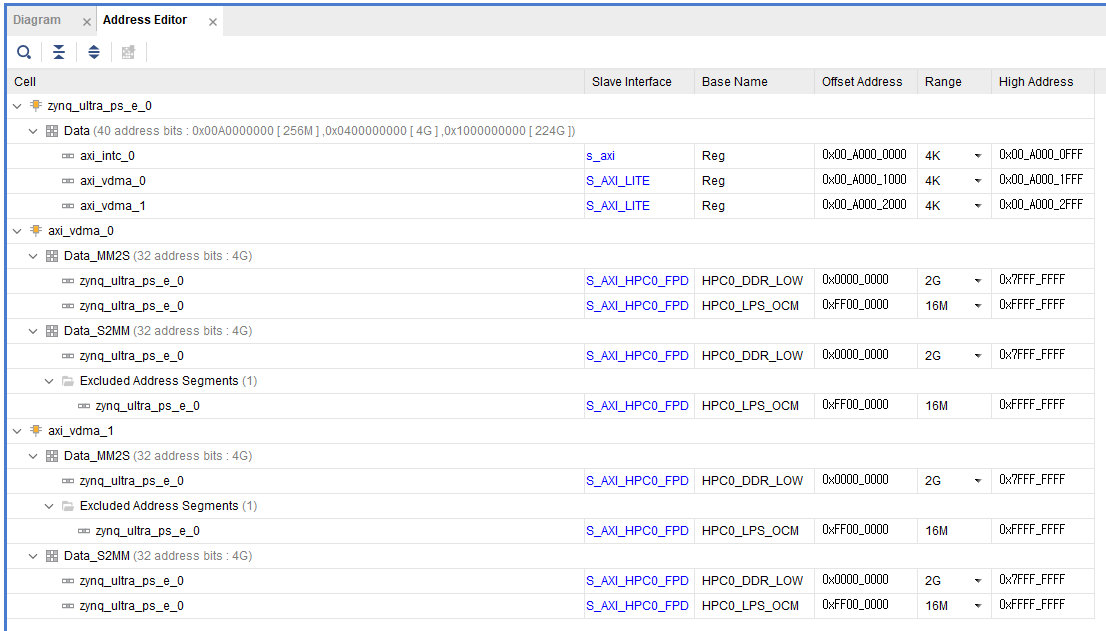 Diagram Address Editor
Cell Slave Interface Base Name Offset Address Range High Address
zynq_ultra_ps_e_0
Data (40 address bits : 0x00A0000000 [ 256M ] ,0x0400000000 [ 4G ] ,0x1000000000 [ 224G ])
axi_intc_0 s_axi Reg 0x00_A000_0000 4K 0x00_A000_0FFF
axi_vdma_0 S_AXI_LITE Reg 0x00_A000_1000 4K 0x00_A000_1FFF
axi_vdma_1 S_AXI_LITE Reg 0x00_A000_2000 4K 0x00_A000_2FFF
axi_vdma_0
Data_MM2S (32 address bits : 4G)
zynq_ultra_ps_e_0 S_AXI_HPC0_FPD HPC0_DDR_LOW 0x0000_0000 2G 0x7FFF_FFFF
zynq_ultra_ps_e_0 S_AXI_HPC0_FPD HPC0_LPS_OCM 0xFF00_0000 16M 0xFFFF_FFFF
Data_S2MM (32 address bits : 4G)
zynq_ultra_ps_e_0 S_AXI_HPC0_FPD HPC0_DDR_LOW 0x0000_0000 2G 0x7FFF_FFFF
Excluded Address Segments (1)
zynq_ultra_ps_e_0 S_AXI_HPC0_FPD HPC0_LPS_OCM 0xFF00_0000 16M 0xFFFF_FFFF
axi_vdma_1
Data_MM2S (32 address bits : 4G)
zynq_ultra_ps_e_0 S_AXI_HPC0_FPD HPC0_DDR_LOW 0x0000_0000 2G 0x7FFF_FFFF
Excluded Address Segments (1)
zynq_ultra_ps_e_0 S_AXI_HPC0_FPD HPC0_LPS_OCM 0xFF00_0000 16M 0xFFFF_FFFF
Data_S2MM (32 address bits : 4G)
zynq_ultra_ps_e_0 S_AXI_HPC0_FPD HPC0_DDR_LOW 0x0000_0000 2G 0x7FFF_FFFF
zynq_ultra_ps_e_0 S_AXI_HPC0_FPD HPC0_LPS_OCM 0xFF00_0000 16M 0xFFFF_FFFF